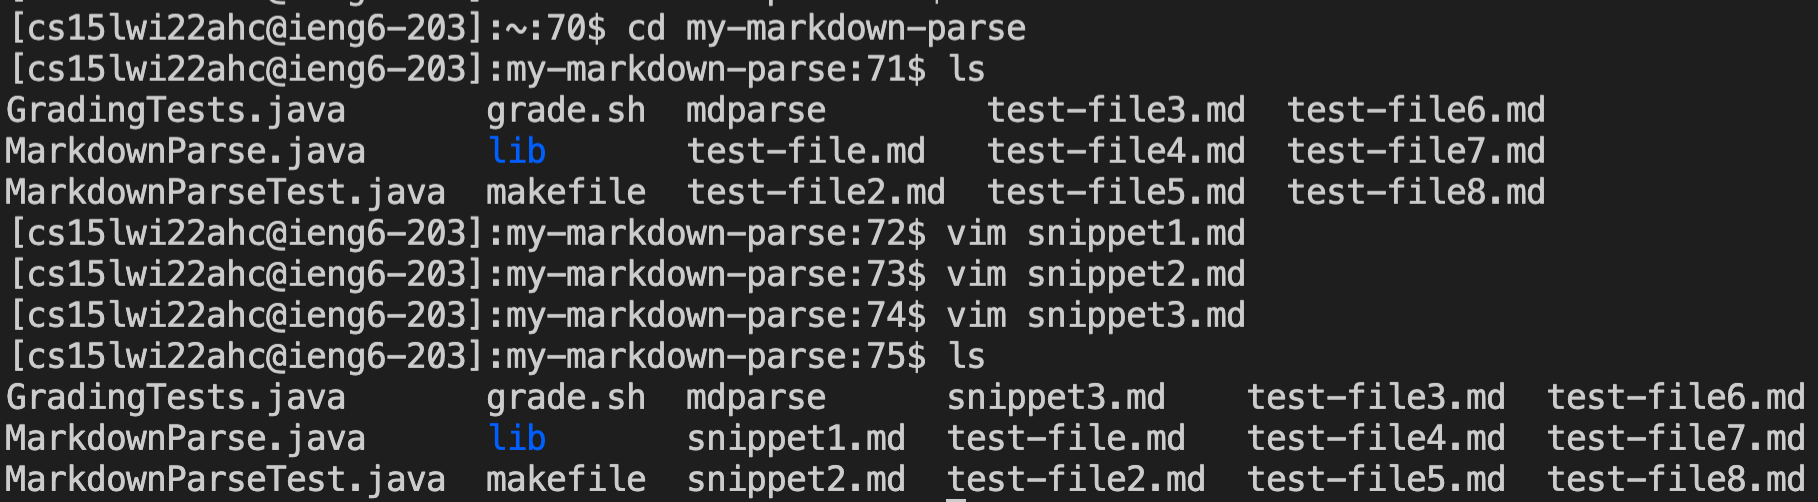 [cs15lwi22ahc@ieng6-203]:~:70$ cd my-markdown-parse
[cs15lwi22ahc@ieng6-203]:my-markdown-parse:71$ ls
GradingTests.java       grade.sh  mdparse        test-file3.md  test-file6.md
MarkdownParse.java      lib       test-file.md   test-file4.md  test-file7.md
MarkdownParseTest.java  makefile  test-file2.md  test-file5.md  test-file8.md
[cs15lwi22ahc@ieng6-203]:my-markdown-parse:72$ vim snippet1.md
[cs15lwi22ahc@ieng6-203]:my-markdown-parse:73$ vim snippet2.md
[cs15lwi22ahc@ieng6-203]:my-markdown-parse:74$ vim snippet3.md
[cs15lwi22ahc@ieng6-203]:my-markdown-parse:75$ ls
GradingTests.java       grade.sh  mdparse      snippet3.md    test-file3.md  test-file6.md
MarkdownParse.java      lib       snippet1.md  test-file.md   test-file4.md  test-file7.md
MarkdownParseTest.java  makefile  snippet2.md  test-file2.md  test-file5.md  test-file8.md